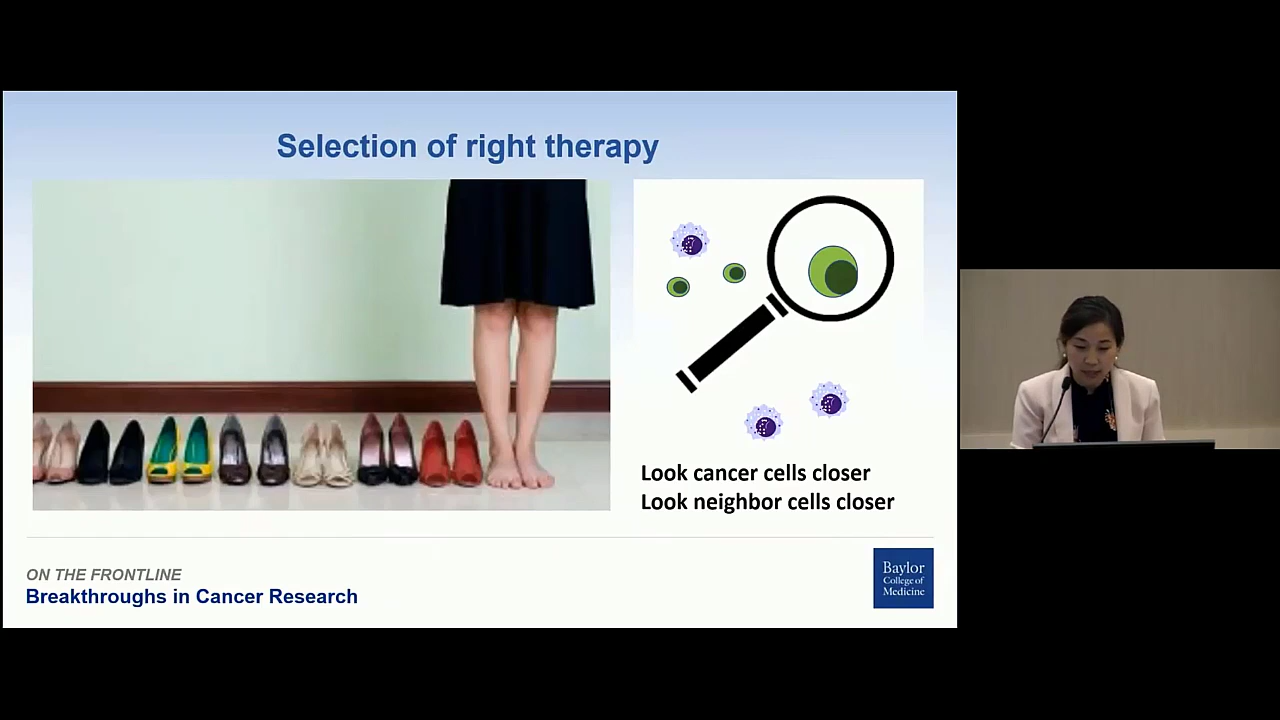 Selection of right therapy
Look cancer cells closer
Look neighbor cells closer
ON THE FRONTLINE
Breakthroughs in Cancer Research
Baylor
College of
Medicine